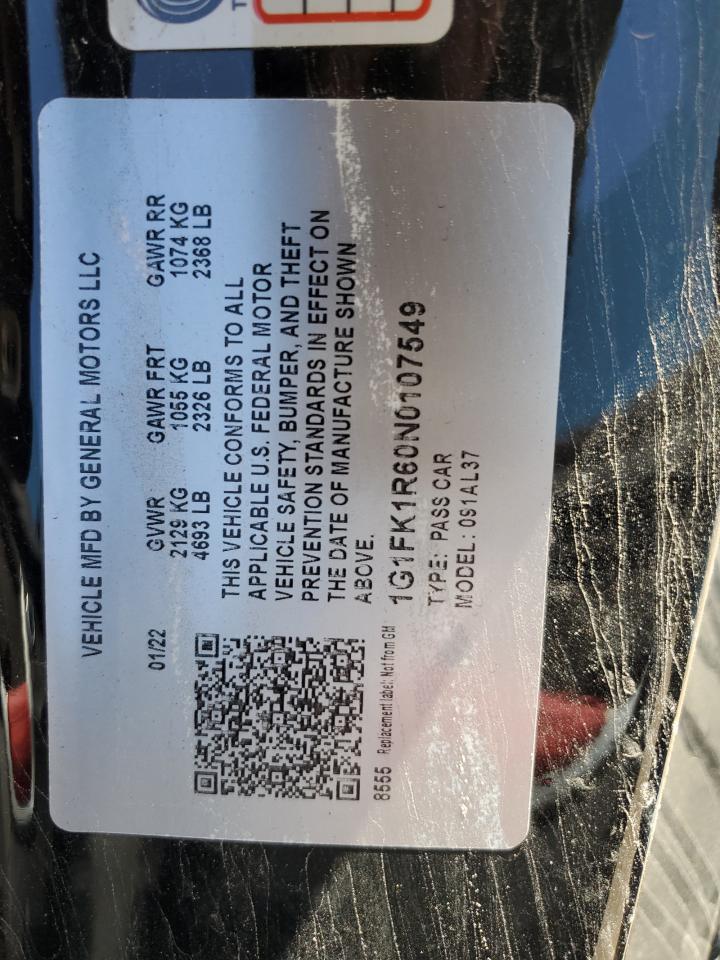 VEHICLE MFD BY GENERAL MOTORS LLC
01/22 GVWR GAWR FRT GAWR RR
2129 KG 1055 KG 1074 KG
4693 LB 2326 LB 2368 LB
THIS VEHICLE CONFORMS TO ALL
APPLICABLE U.S. FEDERAL MOTOR
VEHICLE SAFETY, BUMPER, AND THEFT
PREVENTION STANDARDS IN EFFECT ON
THE DATE OF MANUFACTURE SHOWN
ABOVE.
8555 Replacement label: Not from GM
1G1FK1R60N0107549
TYPE: PASS CAR
MODEL: 0S1AL37